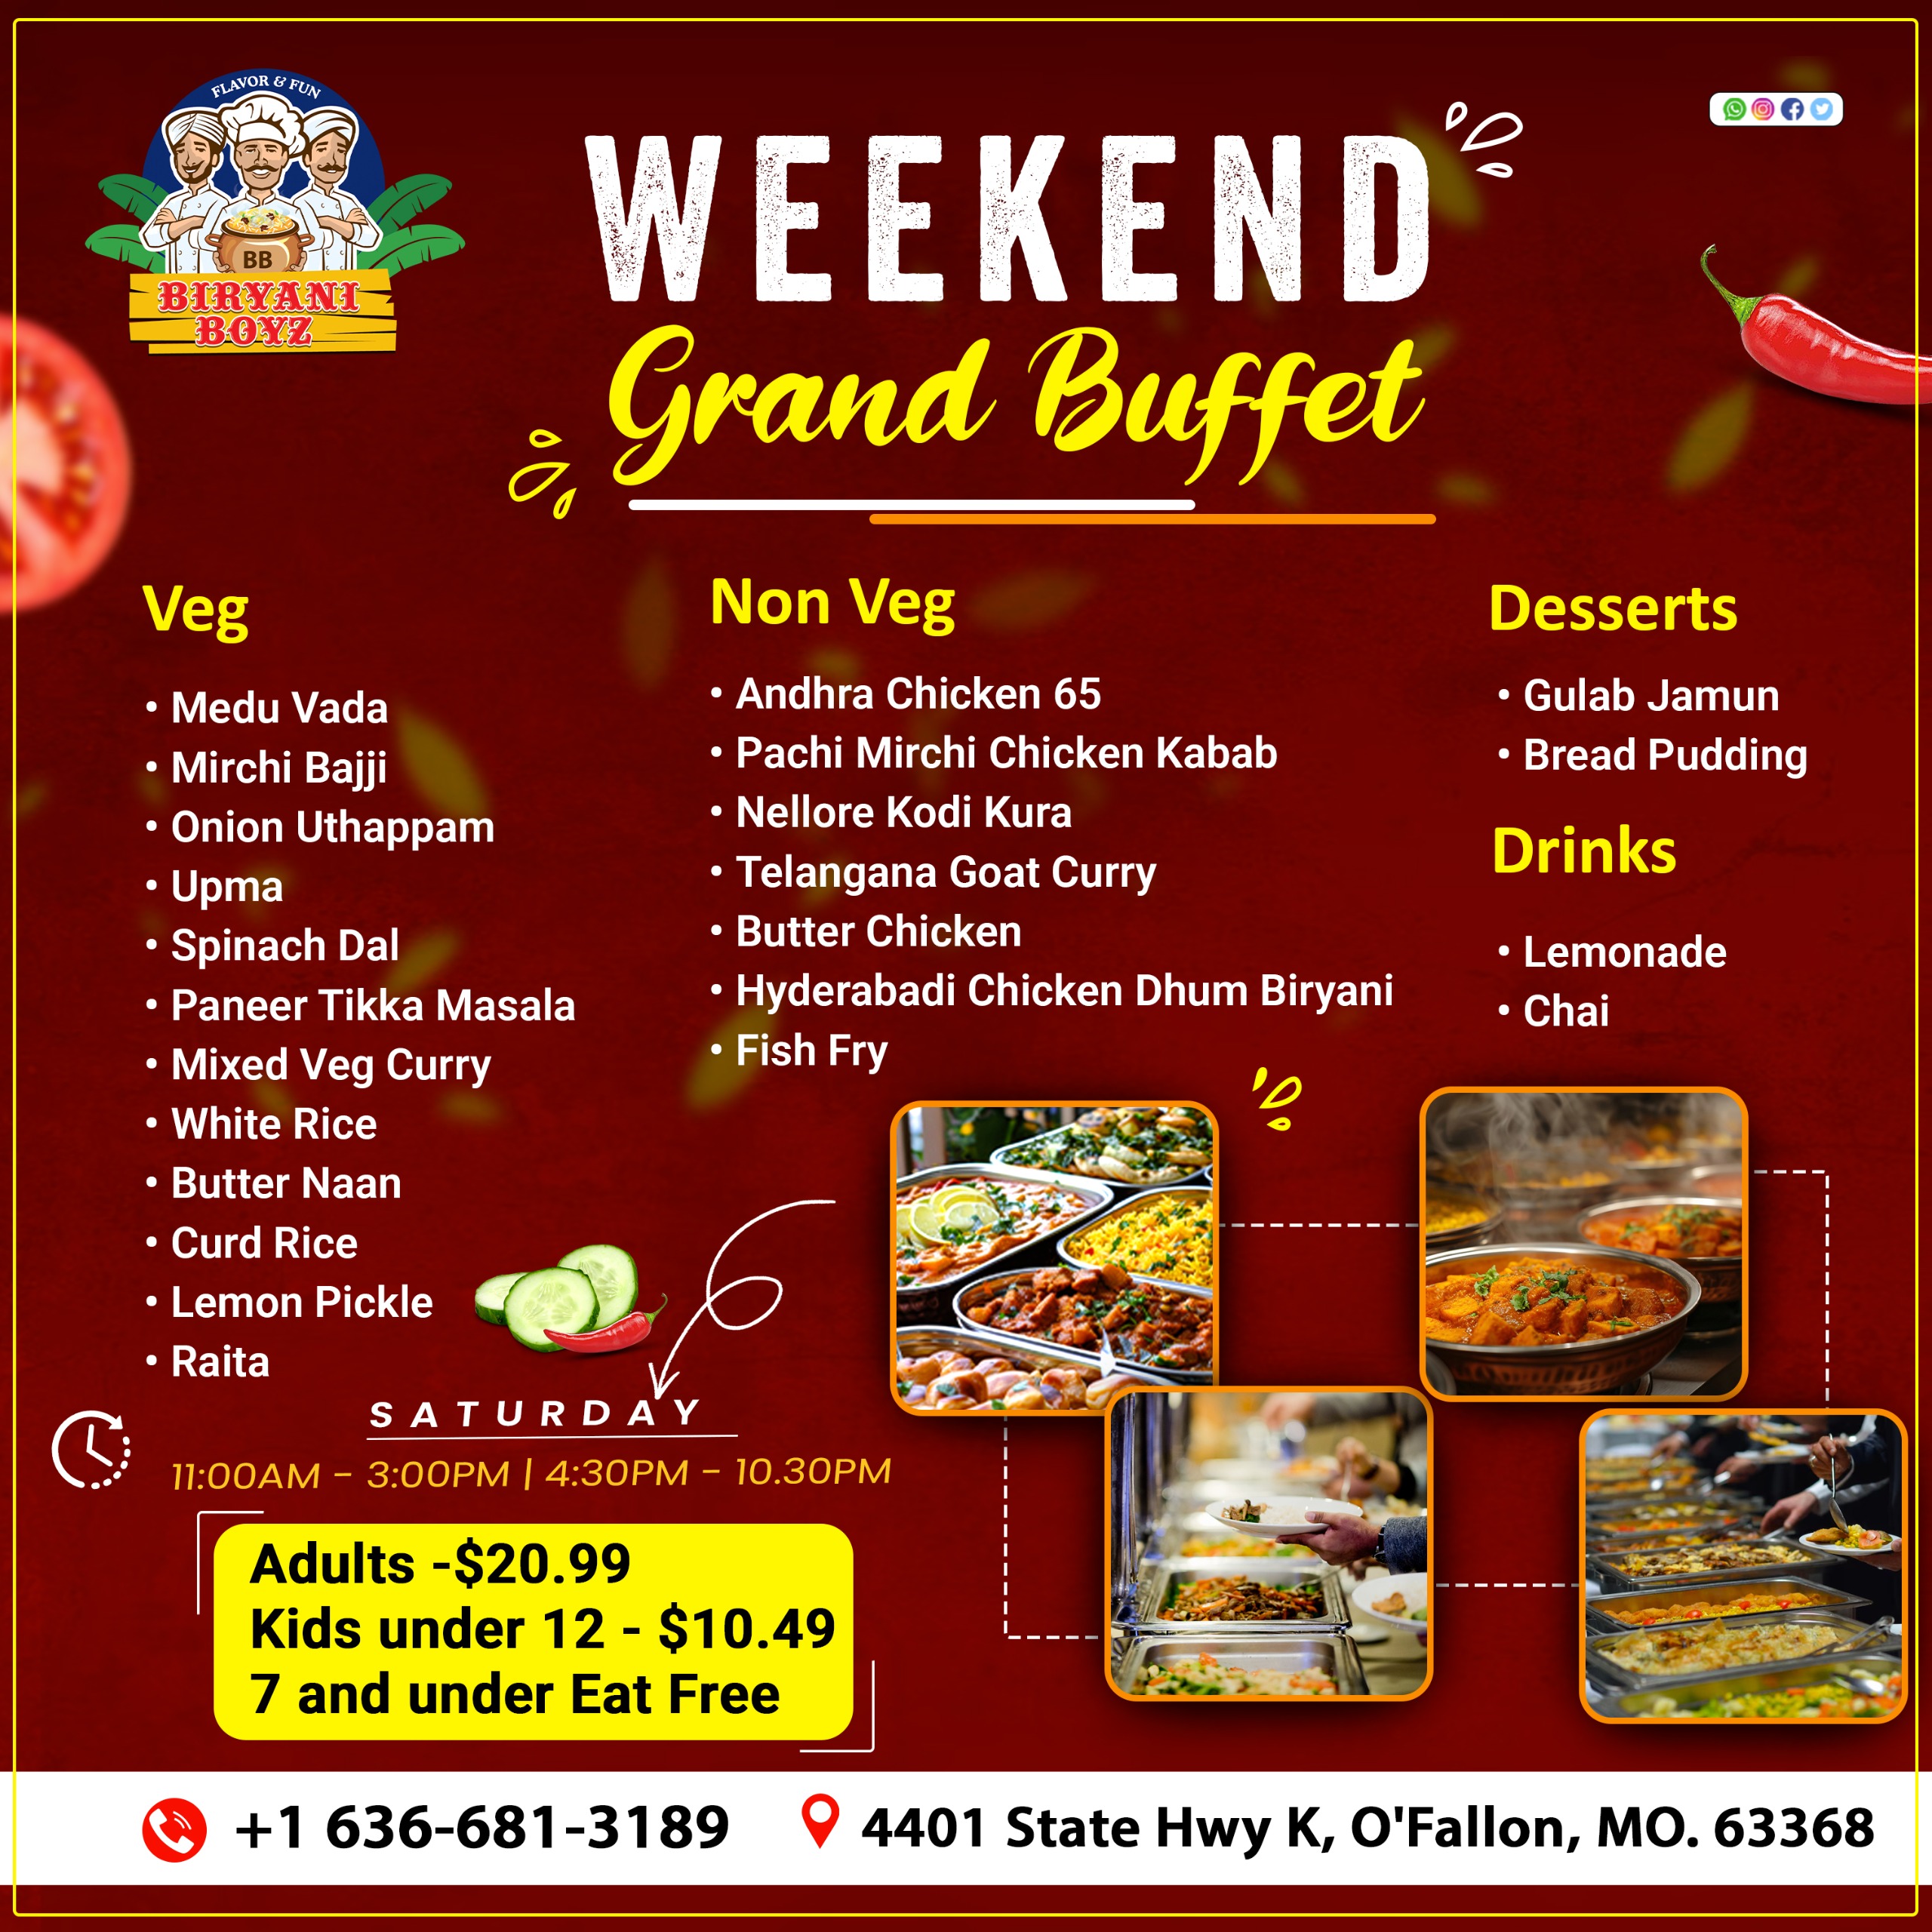 FLAVOR & FUN
BB
BIRYANI
BOYZ
WEEKEND
Grand Buffet
Veg
• Medu Vada
• Mirchi Bajji
• Onion Uthappam
• Upma
• Spinach Dal
• Paneer Tikka Masala
• Mixed Veg Curry
• White Rice
• Butter Naan
• Curd Rice
• Lemon Pickle
• Raita
Non Veg
• Andhra Chicken 65
• Pachi Mirchi Chicken Kabab
• Nellore Kodi Kura
• Telangana Goat Curry
• Butter Chicken
• Hyderabadi Chicken Dhum Biryani
• Fish Fry
Desserts
• Gulab Jamun
• Bread Pudding
Drinks
• Lemonade
• Chai
SATURDAY
11:00AM - 3:00PM | 4:30PM - 10.30PM
Adults -$20.99
Kids under 12 - $10.49
7 and under Eat Free
+1 636-681-3189
4401 State Hwy K, O'Fallon, MO. 63368